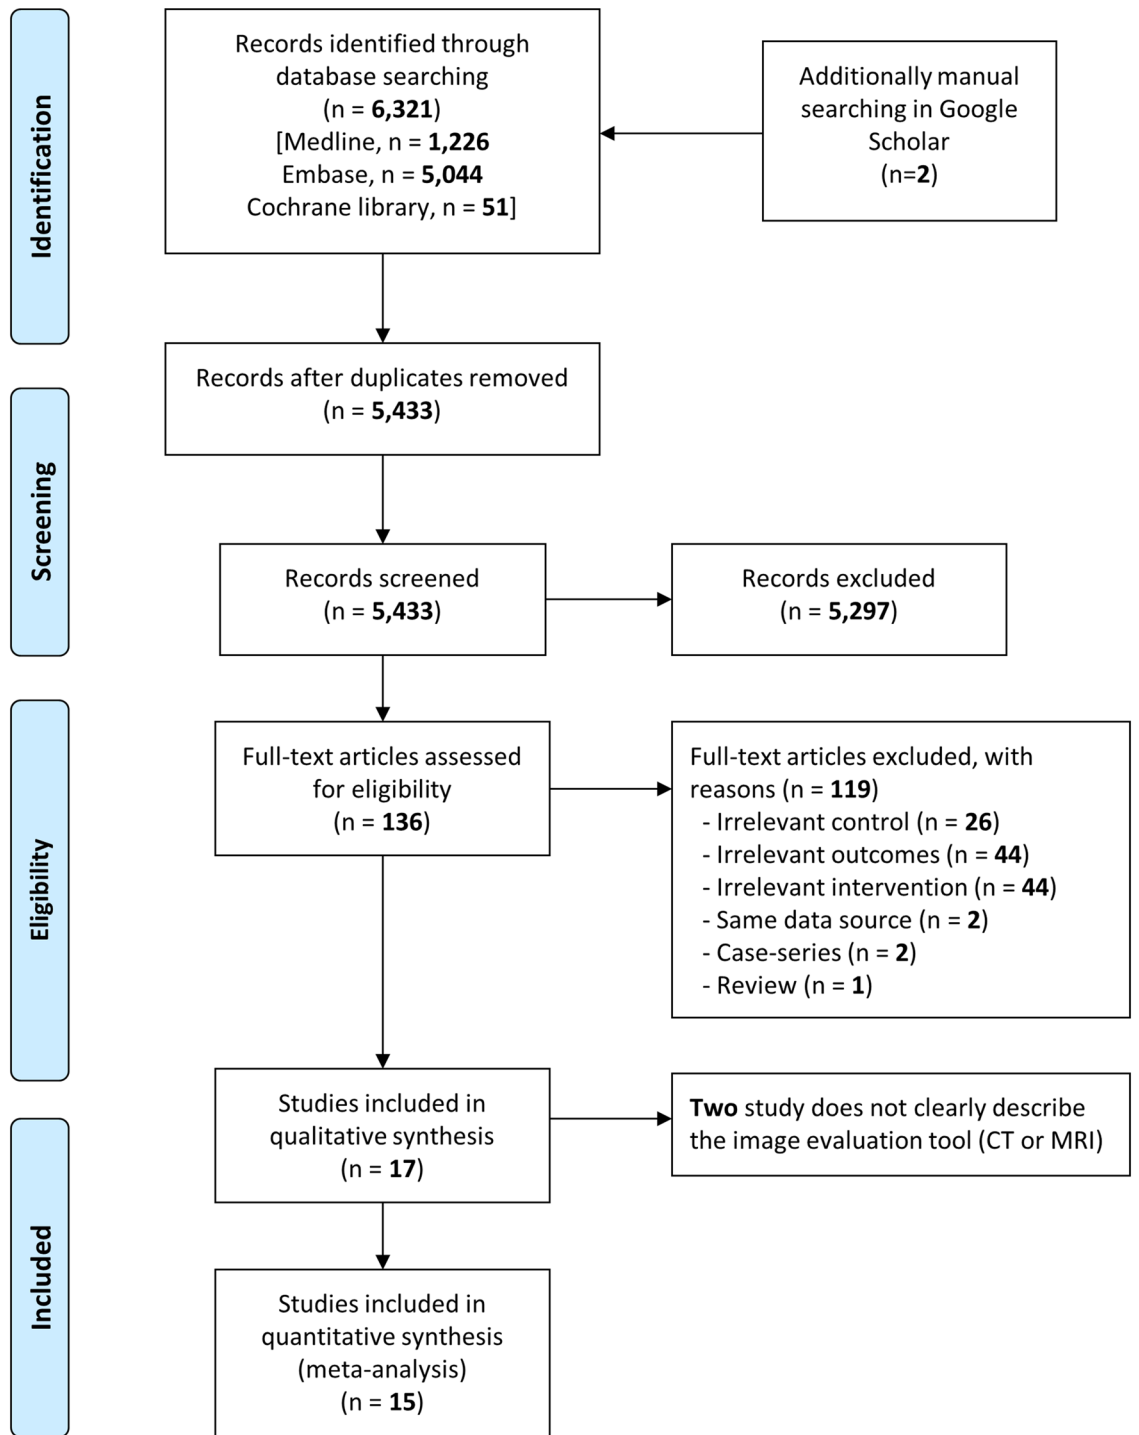 Identification
Records identified through
database searching
(n = 6,321)
[Medline, n = 1,226
Embase, n = 5,044
Cochrane library, n = 51]
Additionally manual
searching in Google
Scholar
(n=2)
Screening
Records after duplicates removed
(n = 5,433)
Records screened
(n = 5,433)
Records excluded
(n = 5,297)
Eligibility
Full-text articles assessed
for eligibility
(n = 136)
Full-text articles excluded, with
reasons (n = 119)
- Irrelevant control (n = 26)
- Irrelevant outcomes (n = 44)
- Irrelevant intervention (n = 44)
- Same data source (n = 2)
- Case-series (n = 2)
- Review (n = 1)
Included
Studies included in
qualitative synthesis
(n = 17)
Two study does not clearly describe
the image evaluation tool (CT or MRI)
Studies included in
quantitative synthesis
(meta-analysis)
(n = 15)